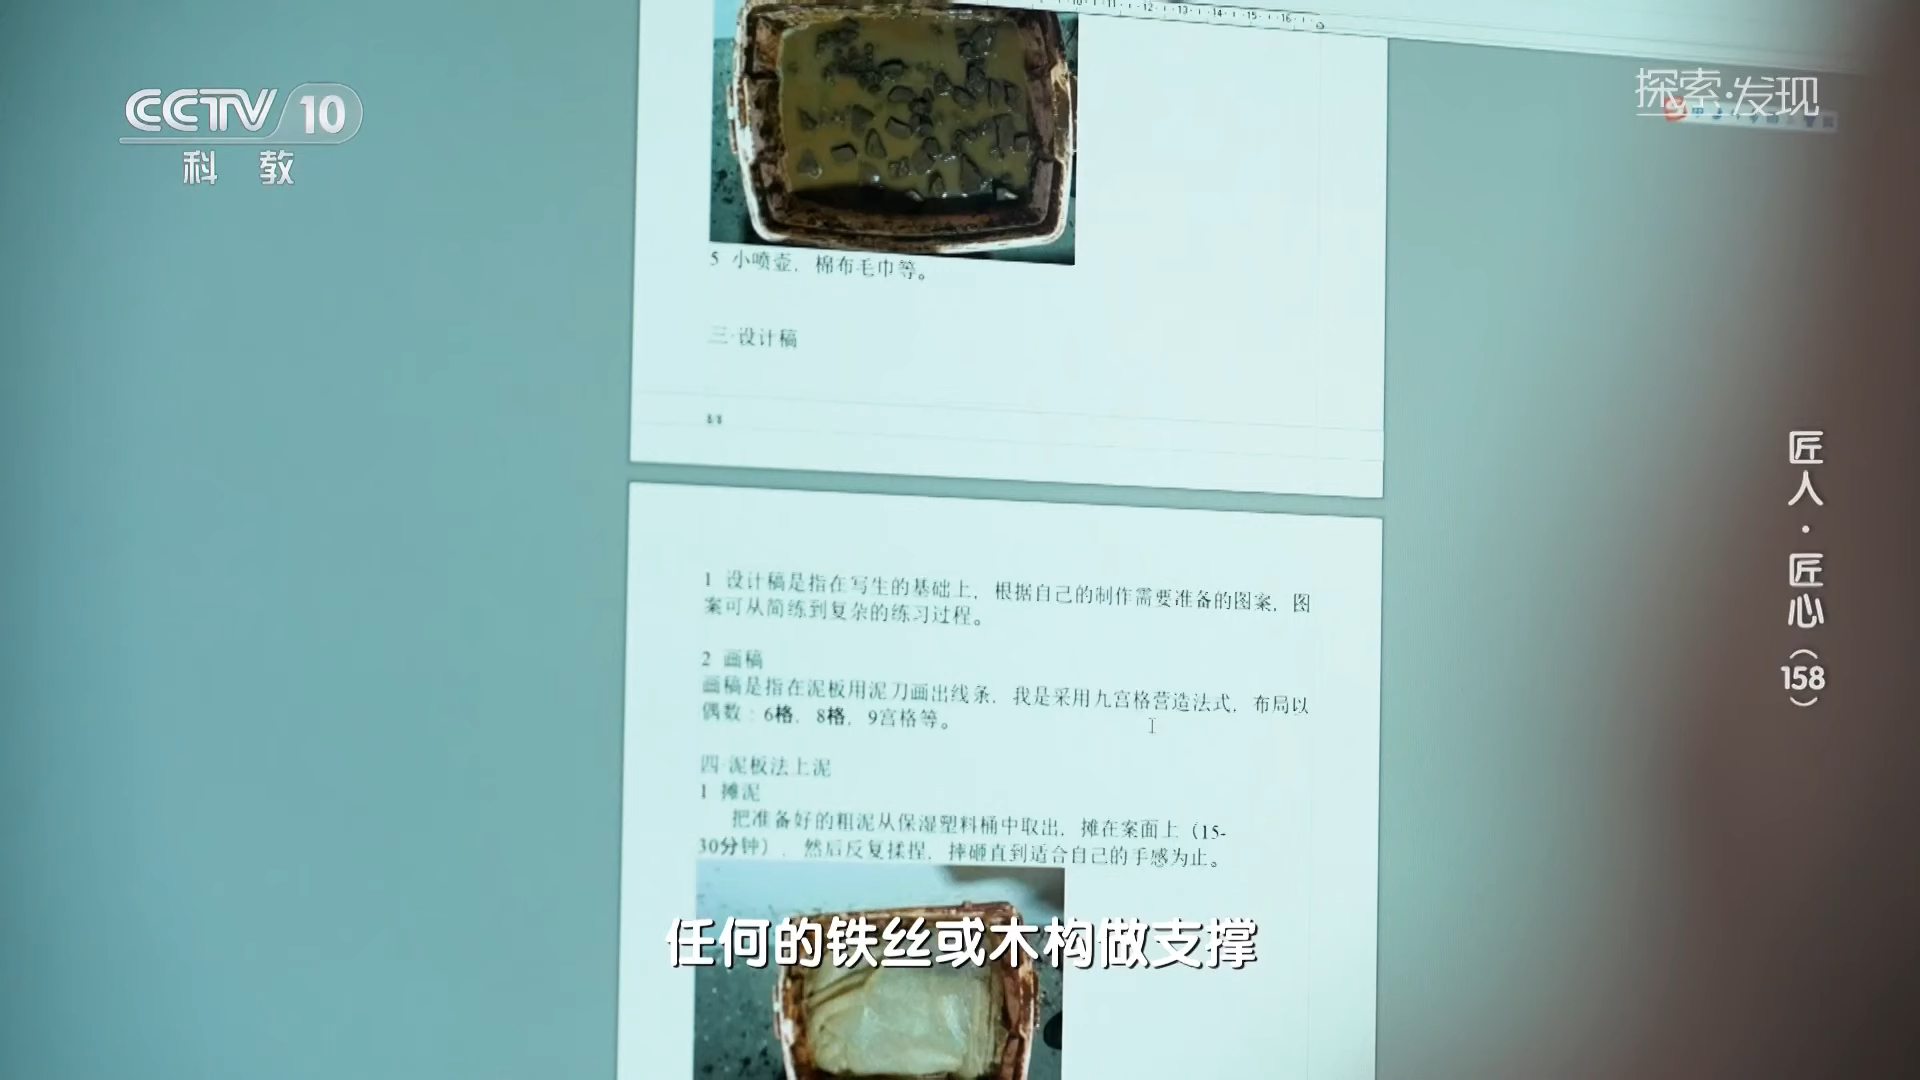 CCTV 10
科 教
探索·发现
10 11 12 13 14 15 16
5 小喷壶，棉布毛巾等。
三·设计稿
8/8
1 设计稿是指在写生的基础上，根据自己的制作需要准备的图案，图
案可从简练到复杂的练习过程。
2 画稿
画稿是指在泥板用泥刀画出线条，我是采用九宫格营造法式，布局以
偶数：6格，8格，9宫格等。
四·泥板法上泥
1 摊泥
把准备好的粗泥从保湿塑料桶中取出，摊在案面上（15-
30分钟），然后反复揉捏，摔砸直到适合自己的手感为止。
任何的铁丝或木构做支撑
匠人·匠心（158）